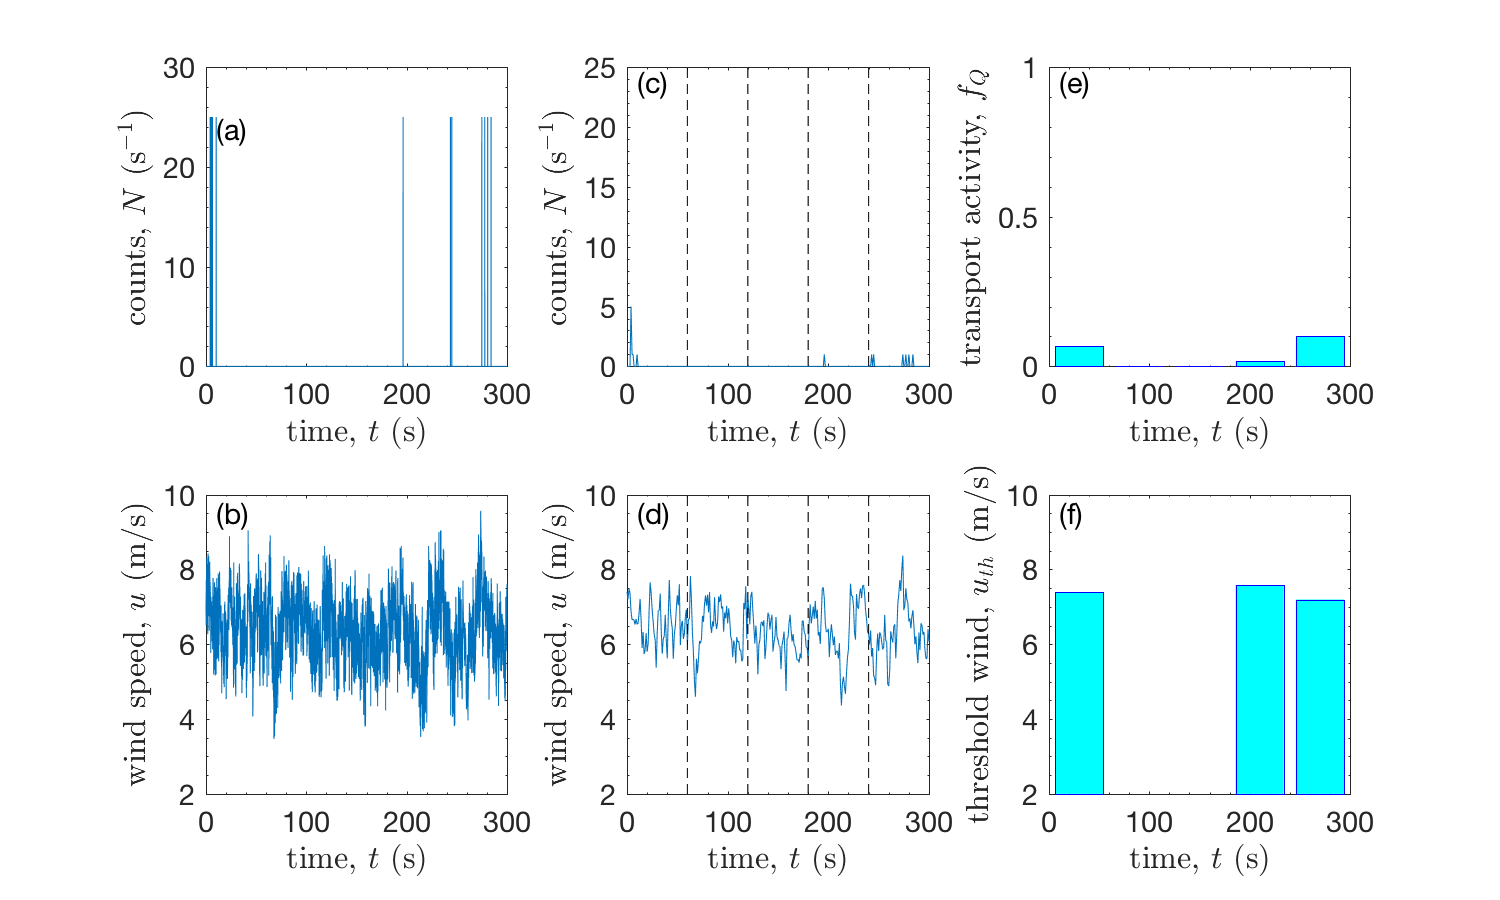 30
20
10
0
counts, N (s⁻¹)
(a)
0 100 200 300
time, t (s)
25
20
15
10
5
0
counts, N (s⁻¹)
(c)
0 100 200 300
time, t (s)
1
0.5
0
transport activity, f_Q
(e)
0 100 200 300
time, t (s)
10
8
6
4
2
wind speed, u (m/s)
(b)
0 100 200 300
time, t (s)
10
8
6
4
2
wind speed, u (m/s)
(d)
0 100 200 300
time, t (s)
10
8
6
4
2
threshold wind, u_th (m/s)
(f)
0 100 200 300
time, t (s)